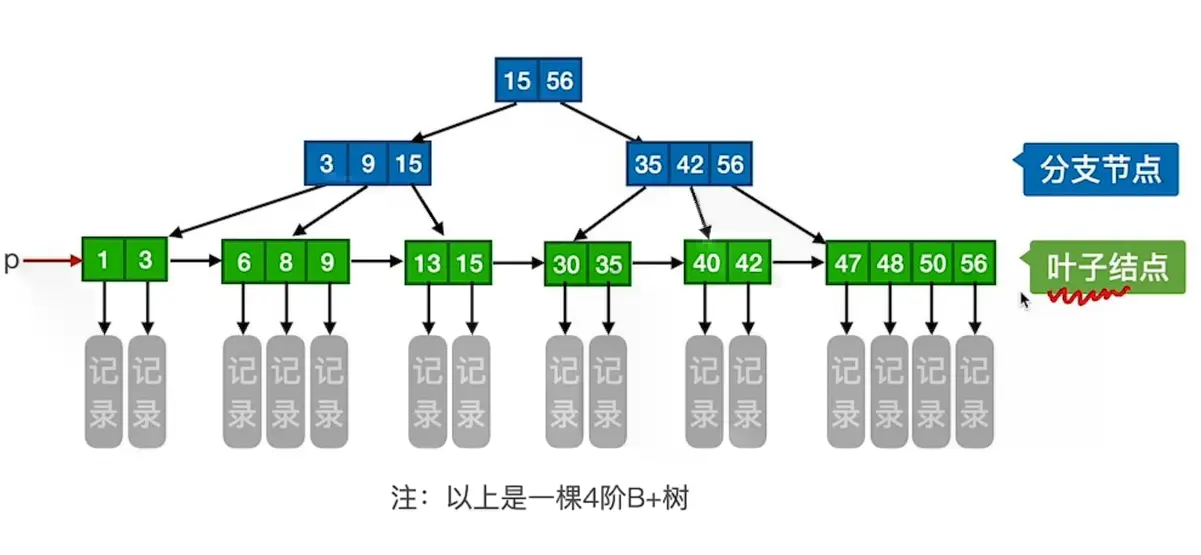 15 56
3 9 15 35 42 56
分支节点
p 1 3 6 8 9 13 15 30 35 40 42 47 48 50 56
叶子结点
记录 记录 记录 记录 记录 记录 记录 记录 记录 记录 记录 记录 记录 记录 记录
注：以上是一棵4阶B+树